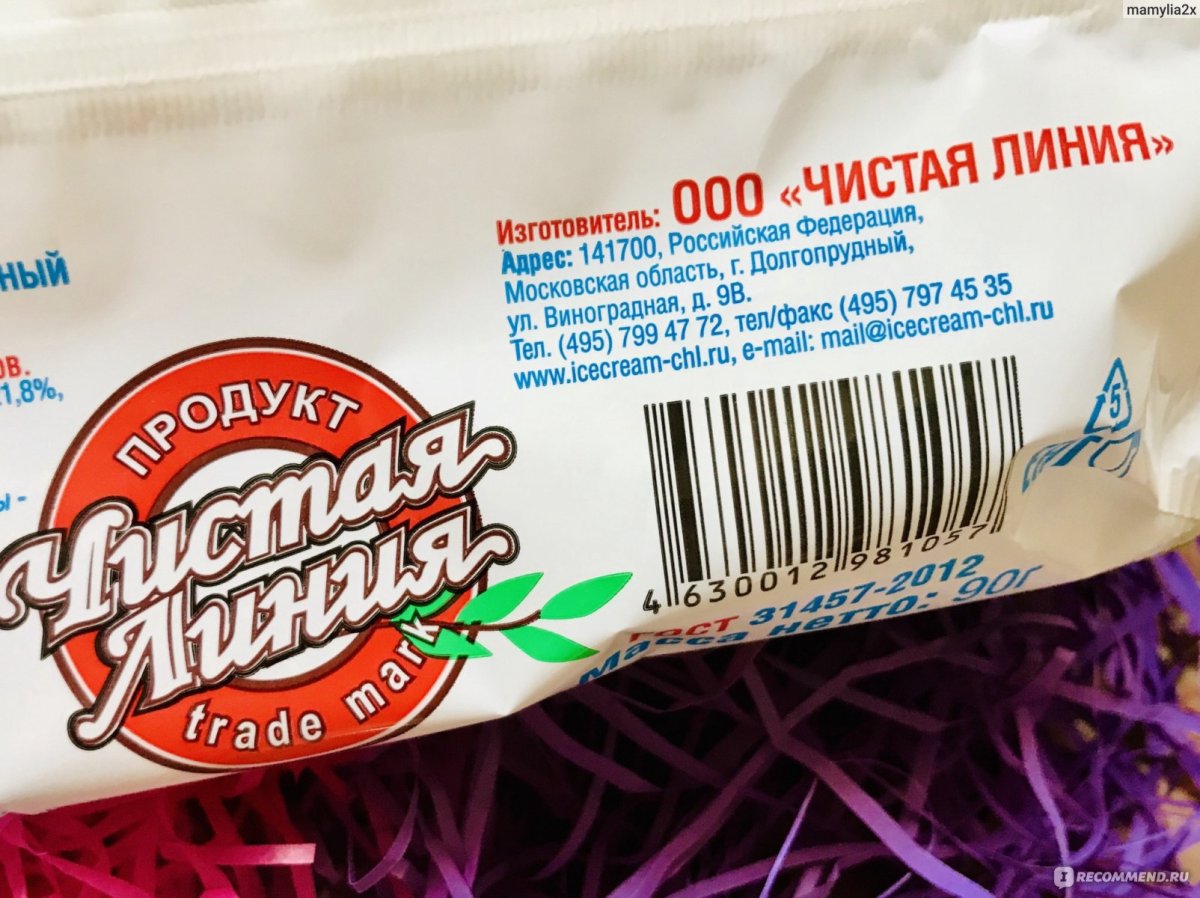 mamylia2x
Изготовитель: ООО «ЧИСТАЯ ЛИНИЯ»
Адрес: 141700, Российская Федерация,
Московская область, г. Долгопрудный,
ул. Виноградная, д. 9В.
Тел. (495) 799 47 72, тел/факс (495) 797 45 35
www.icecream-chl.ru, e-mail: mail@icecream-chl.ru
ный
ов.
1,8%,
ы -
ПРОДУКТ
Чистая
Линия
trade mark
5
4 630012 981057
ГОСТ 31457-2012
Масса нетто: 90г
IRECOMMEND.RU